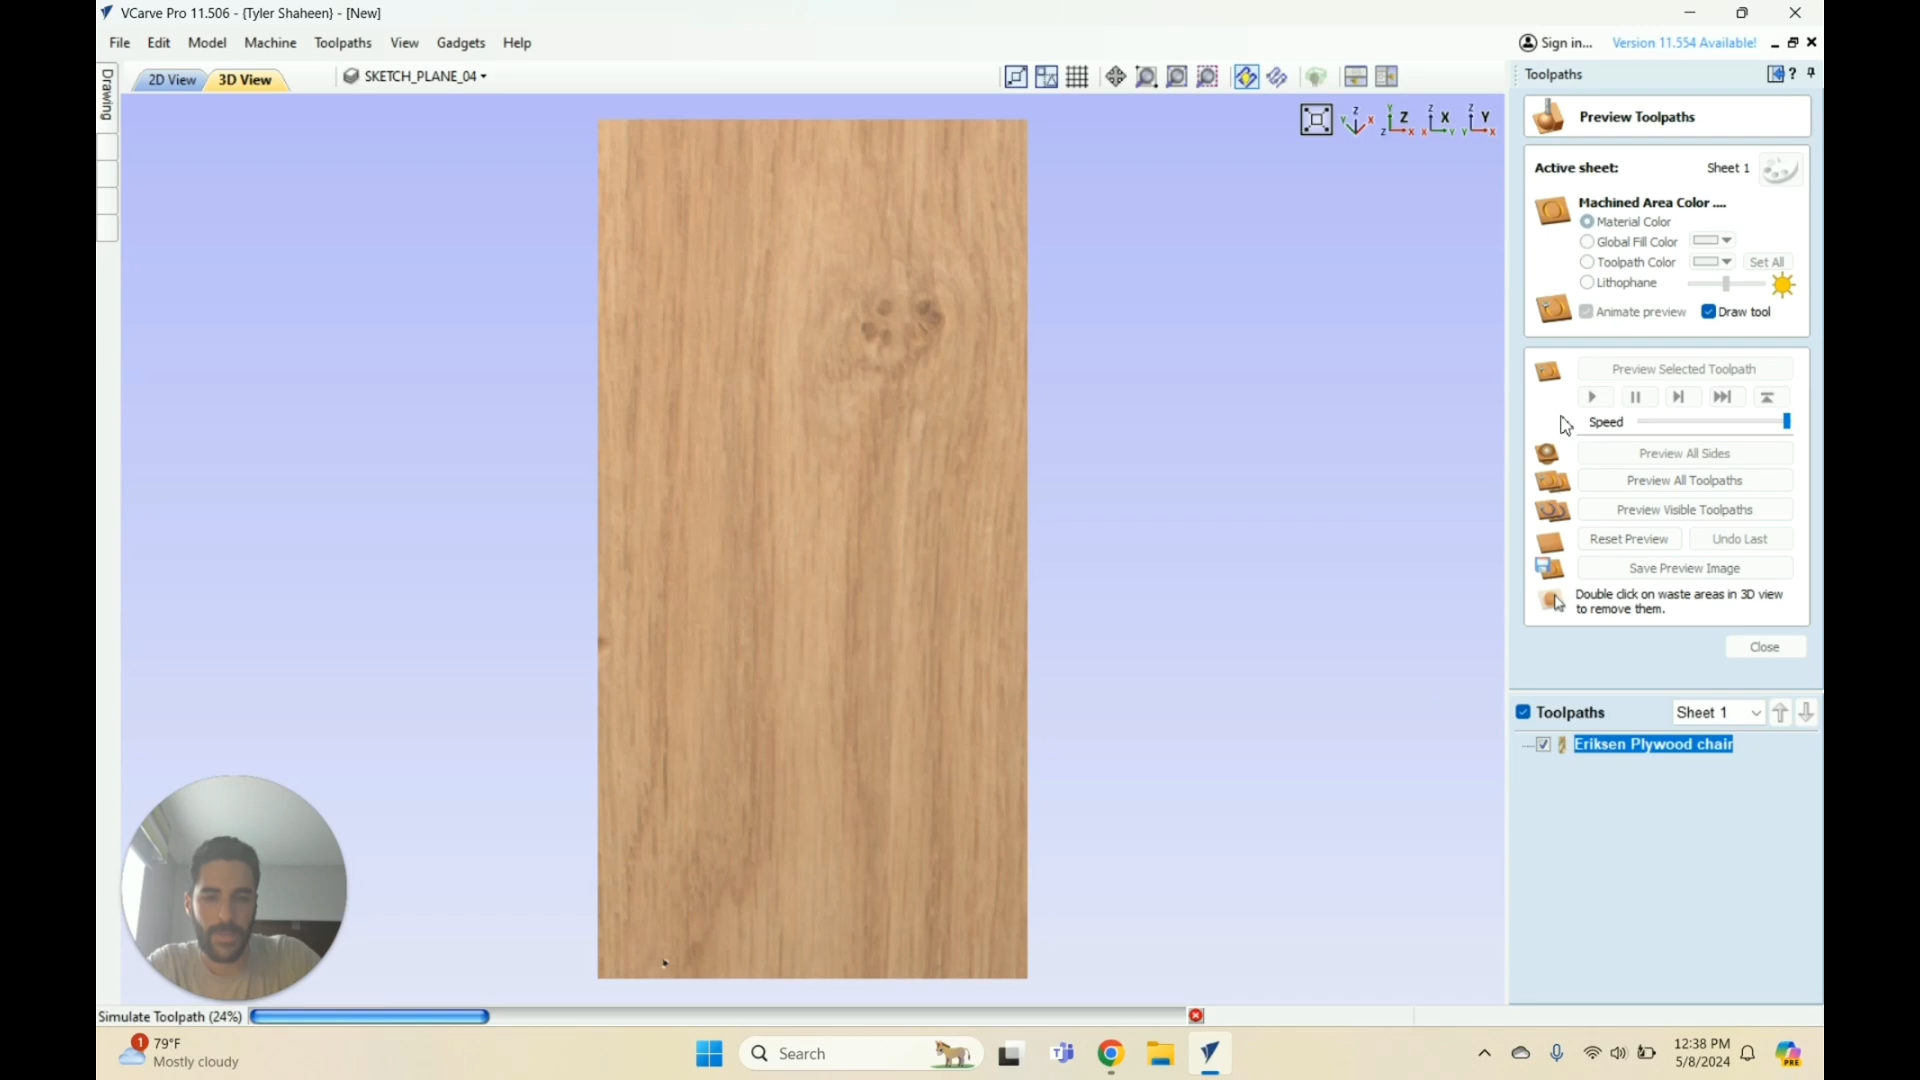 VCarve Pro 11.506 - {Tyler Shaheen} - [New]
File Edit Model Machine Toolpaths View Gadgets Help
Sign in... Version 11.554 Available!
Drawing
2D View 3D View SKETCH_PLANE_04
Toolpaths ?
Z Y X Z X Y Z X Z X Y Z Y X
Preview Toolpaths
Active sheet: Sheet 1
Machined Area Color ....
Material Color
Global Fill Color
Toolpath Color Set All
Lithophane
Animate preview Draw tool
Preview Selected Toolpath
Speed
Preview All Sides
Preview All Toolpaths
Preview Visible Toolpaths
Reset Preview Undo Last
Save Preview Image
Double click on waste areas in 3D view
to remove them.
Close
Toolpaths Sheet 1
Eriksen Plywood chair
Simulate Toolpath (24%)
1 79°F
Mostly cloudy
Search
12:38 PM
5/8/2024
PRE